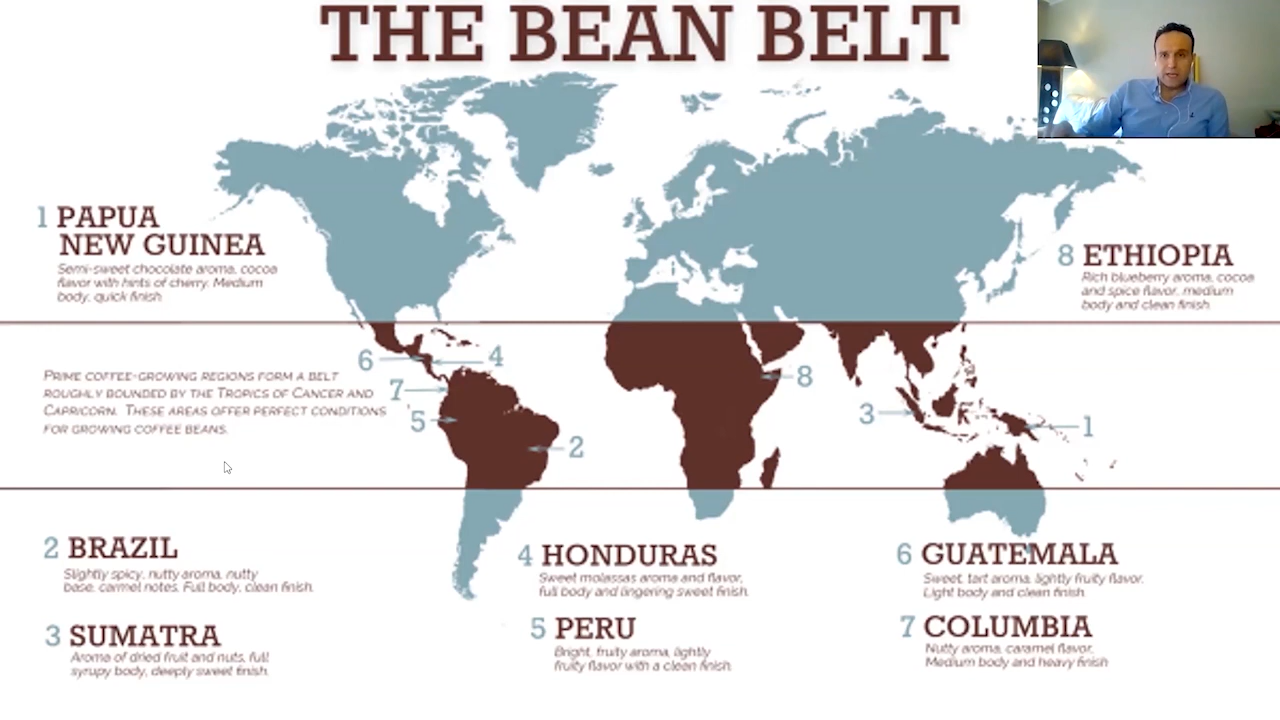 THE BEAN BELT
1 PAPUA
NEW GUINEA
Semi-sweet chocolate aroma, cocoa
flavor with hints of cherry. Medium
body, quick finish
8 ETHIOPIA
Rich blueberry aroma, cocoa
and spice flavor, medium
body and clean finish.
PRIME COFFEE-GROWING REGIONS FORM A BELT
ROUGHLY BOUNDED BY THE TROPICS OF CANCER AND
CAPRICORN. THESE AREAS OFFER PERFECT CONDITIONS
FOR GROWING COFFEE BEANS.
6
4
7
5
2
8
3
1
2 BRAZIL
Slightly spicy, nutty aroma, nutty
base, carmel notes. Full body, clean finish.
3 SUMATRA
Aroma of dried fruit and nuts, full
syrupy body, deeply sweet finish.
4 HONDURAS
Sweet molassas aroma and flavor,
full body and lingering sweet finish.
5 PERU
Bright, fruity aroma, lightly
fruity flavor with a clean finish.
6 GUATEMALA
Sweet, tart aroma, lightly fruity flavor.
Light body and clean finish
7 COLUMBIA
Nutty aroma, caramel flavor,
Medium body and heavy finish